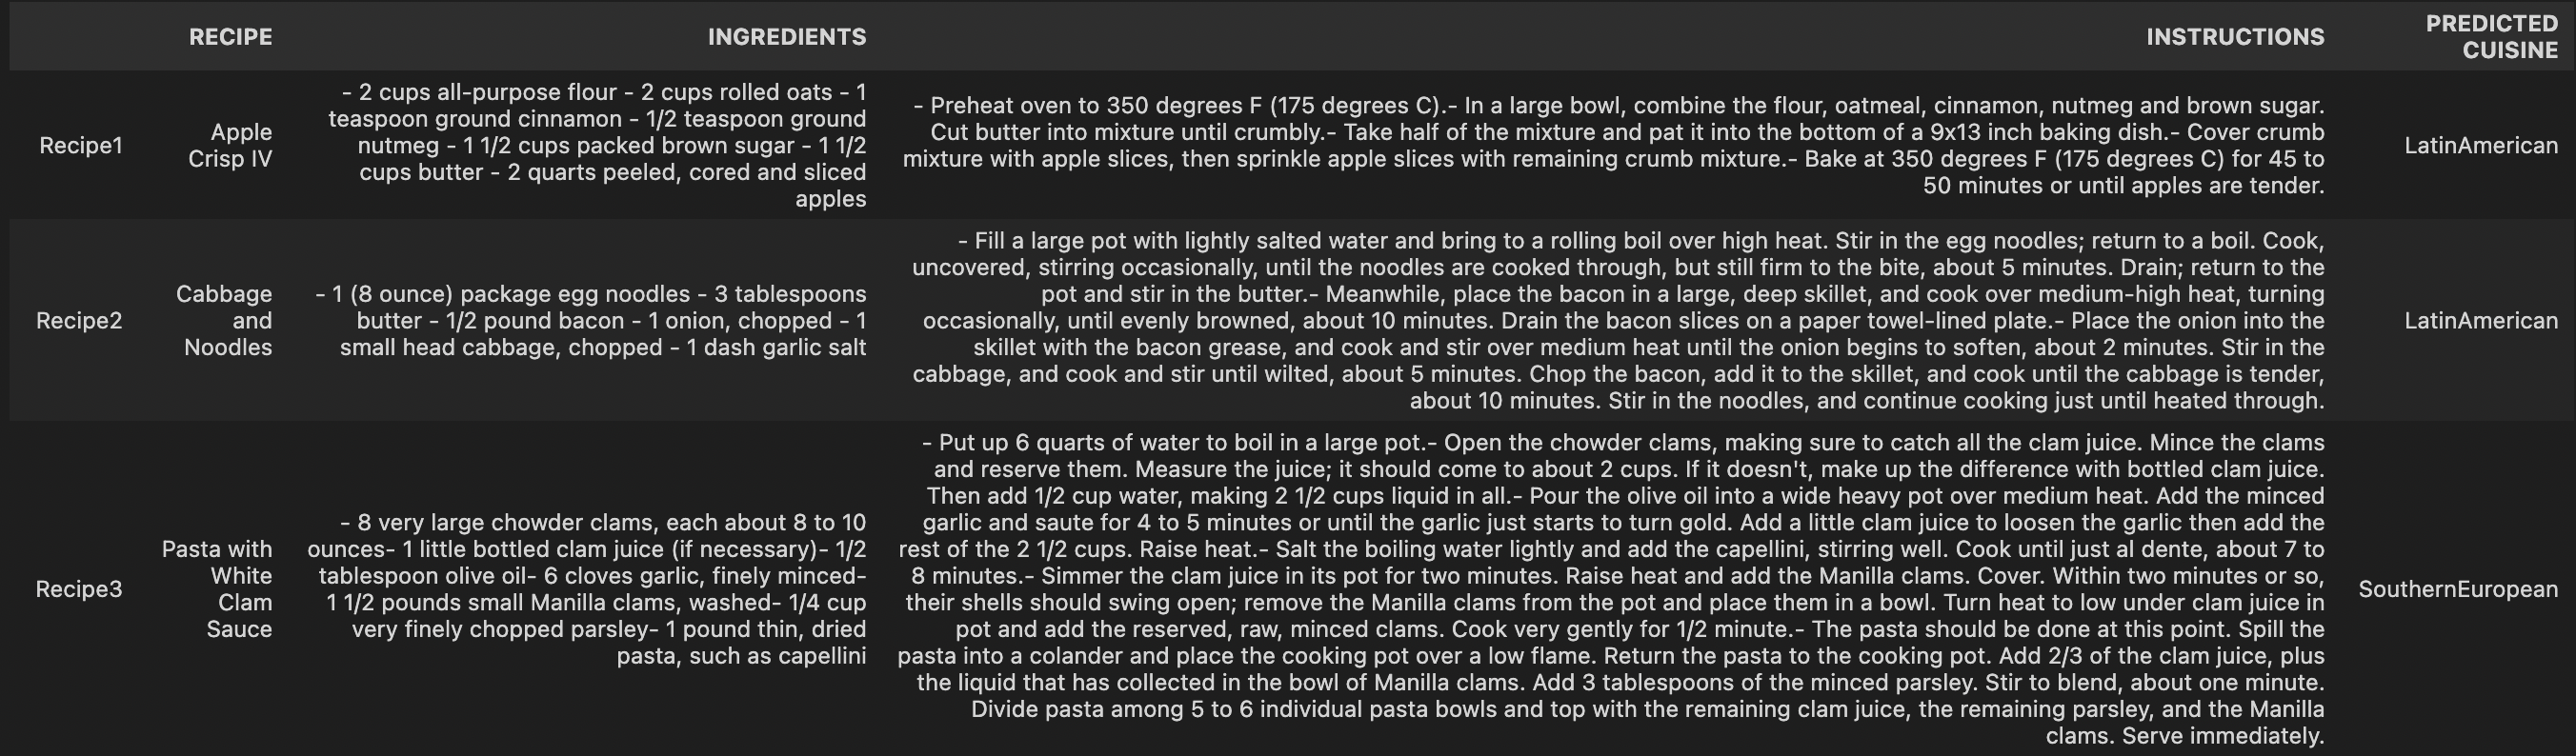 RECIPE INGREDIENTS INSTRUCTIONS PREDICTED
CUISINE
Recipe1
Apple
Crisp IV
- 2 cups all-purpose flour - 2 cups rolled oats - 1
teaspoon ground cinnamon - 1/2 teaspoon ground
nutmeg - 1 1/2 cups packed brown sugar - 1 1/2
cups butter - 2 quarts peeled, cored and sliced
apples
- Preheat oven to 350 degrees F (175 degrees C).- In a large bowl, combine the flour, oatmeal, cinnamon, nutmeg and brown sugar.
Cut butter into mixture until crumbly.- Take half of the mixture and pat it into the bottom of a 9x13 inch baking dish.- Cover crumb
mixture with apple slices, then sprinkle apple slices with remaining crumb mixture.- Bake at 350 degrees F (175 degrees C) for 45 to
50 minutes or until apples are tender.
LatinAmerican
Recipe2
Cabbage
and
Noodles
- 1 (8 ounce) package egg noodles - 3 tablespoons
butter - 1/2 pound bacon - 1 onion, chopped - 1
small head cabbage, chopped - 1 dash garlic salt
- Fill a large pot with lightly salted water and bring to a rolling boil over high heat. Stir in the egg noodles; return to a boil. Cook,
uncovered, stirring occasionally, until the noodles are cooked through, but still firm to the bite, about 5 minutes. Drain; return to the
pot and stir in the butter.- Meanwhile, place the bacon in a large, deep skillet, and cook over medium-high heat, turning
occasionally, until evenly browned, about 10 minutes. Drain the bacon slices on a paper towel-lined plate.- Place the onion into the
skillet with the bacon grease, and cook and stir over medium heat until the onion begins to soften, about 2 minutes. Stir in the
cabbage, and cook and stir until wilted, about 5 minutes. Chop the bacon, add it to the skillet, and cook until the cabbage is tender,
about 10 minutes. Stir in the noodles, and continue cooking just until heated through.
LatinAmerican
Recipe3
Pasta with
White
Clam
Sauce
- 8 very large chowder clams, each about 8 to 10
ounces- 1 little bottled clam juice (if necessary)- 1/2
tablespoon olive oil- 6 cloves garlic, finely minced-
1 1/2 pounds small Manilla clams, washed- 1/4 cup
very finely chopped parsley- 1 pound thin, dried
pasta, such as capellini
- Put up 6 quarts of water to boil in a large pot.- Open the chowder clams, making sure to catch all the clam juice. Mince the clams
and reserve them. Measure the juice; it should come to about 2 cups. If it doesn't, make up the difference with bottled clam juice.
Then add 1/2 cup water, making 2 1/2 cups liquid in all.- Pour the olive oil into a wide heavy pot over medium heat. Add the minced
garlic and saute for 4 to 5 minutes or until the garlic just starts to turn gold. Add a little clam juice to loosen the garlic then add the
rest of the 2 1/2 cups. Raise heat.- Salt the boiling water lightly and add the capellini, stirring well. Cook until just al dente, about 7 to
8 minutes.- Simmer the clam juice in its pot for two minutes. Raise heat and add the Manilla clams. Cover. Within two minutes or so,
their shells should swing open; remove the Manilla clams from the pot and place them in a bowl. Turn heat to low under clam juice in
pot and add the reserved, raw, minced clams. Cook very gently for 1/2 minute.- The pasta should be done at this point. Spill the
pasta into a colander and place the cooking pot over a low flame. Return the pasta to the cooking pot. Add 2/3 of the clam juice, plus
the liquid that has collected in the bowl of Manilla clams. Add 3 tablespoons of the minced parsley. Stir to blend, about one minute.
Divide pasta among 5 to 6 individual pasta bowls and top with the remaining clam juice, the remaining parsley, and the Manilla
clams. Serve immediately.
SouthernEuropean